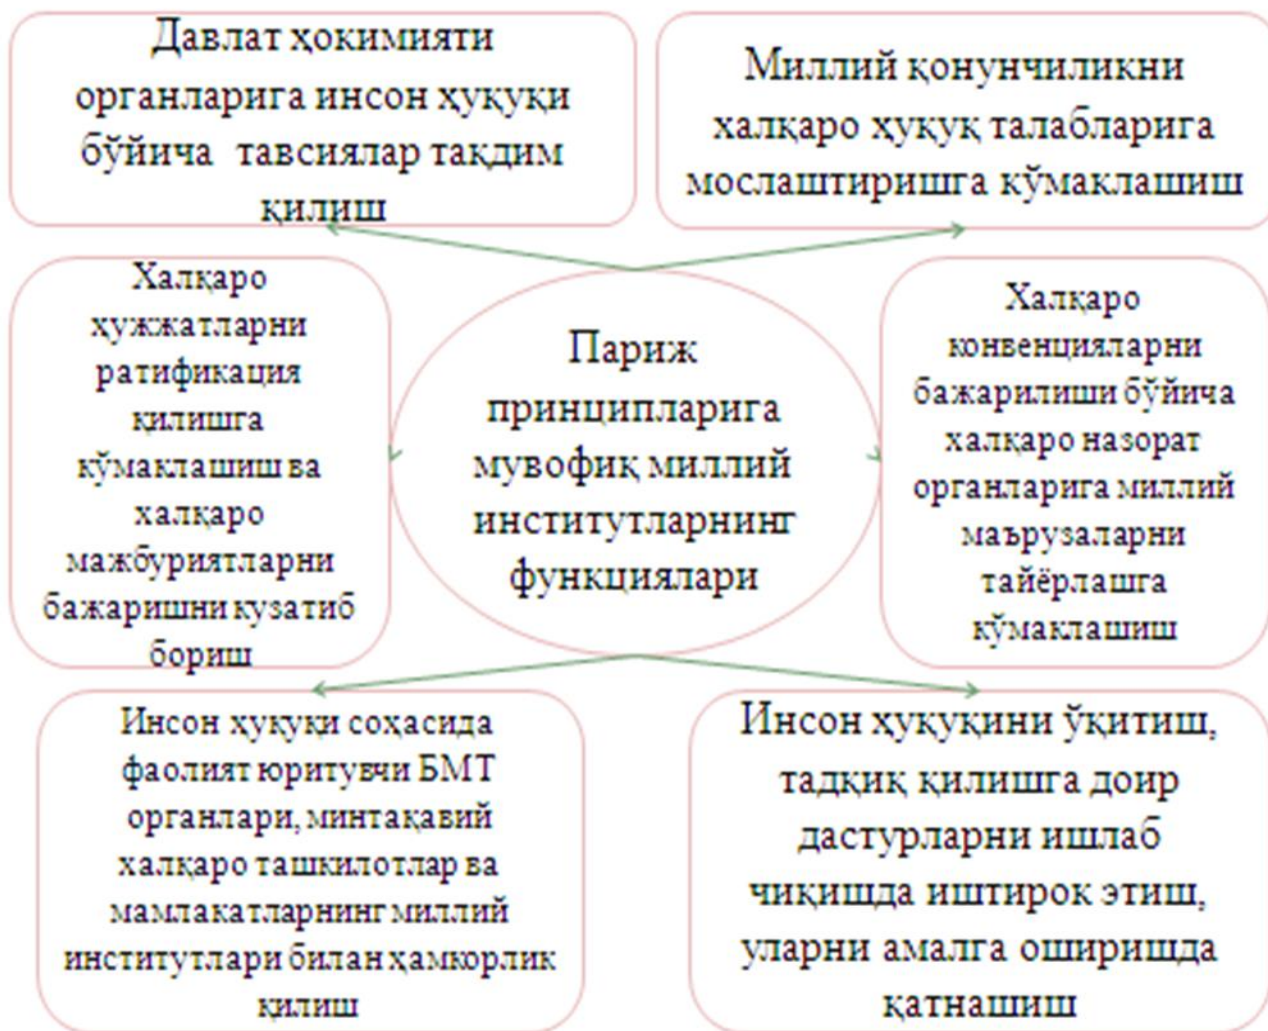 Давлат ҳокимияти
органларига инсон ҳуқуқи
бўйича тавсиялар тақдим
қилиш
Миллий қонунчиликни
халқаро ҳуқуқ талабларига
мослаштиришга кўмаклашиш
Халқаро
ҳужжатларни
ратификация
қилишга
кўмаклашиш ва
халқаро
мажбуриятларни
бажаришни кузатиб
бориш
Париж
принципларига
мувофиқ миллий
институтларнинг
функциялари
Халқаро
конвенцияларни
бажарилиши бўйича
халқаро назорат
органларига миллий
маърузаларни
тайёрлашга
кўмаклашиш
Инсон ҳуқуқи соҳасида
фаолият юритувчи БМТ
органлари, минтақавий
халқаро ташкилотлар ва
мамлакатларнинг миллий
институтлари билан ҳамкорлик
қилиш
Инсон ҳуқуқини ўқитиш,
тадқиқ қилишга доир
дастурларни ишлаб
чиқишда иштирок этиш,
уларни амалга оширишда
қатнашиш